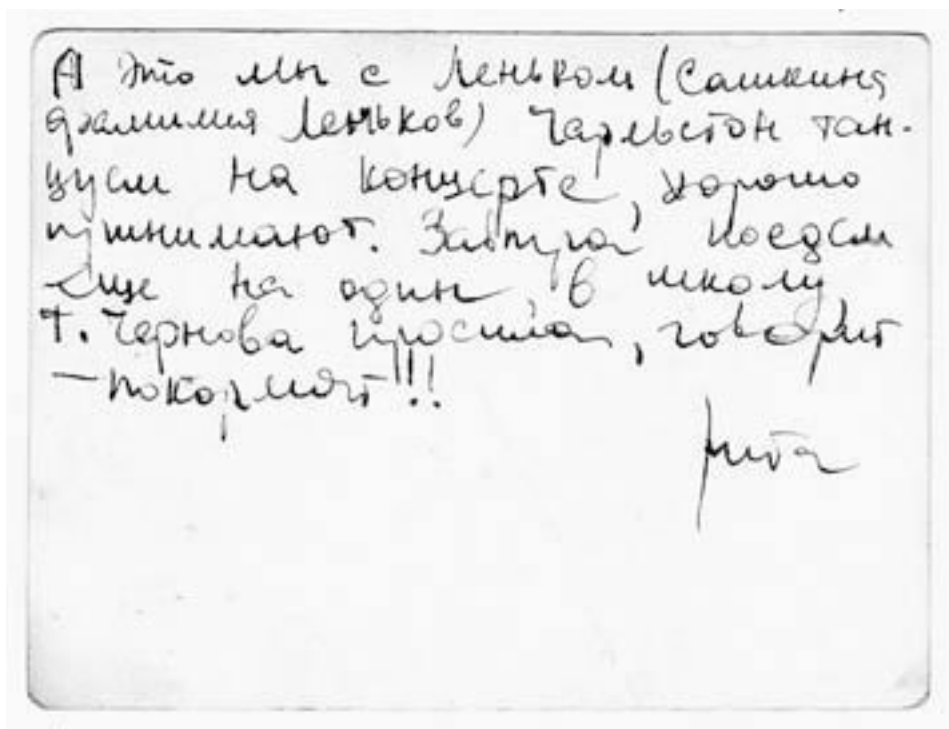 А это мы с Леньком (Сашкина
фамилия Леньков) Чарльстон тан-
цуем на концерте, хорошо
принимают. Завтра поедем
еще на один, в школу,
Т. Чернова просила, говорит
– покормят!!!
Рита